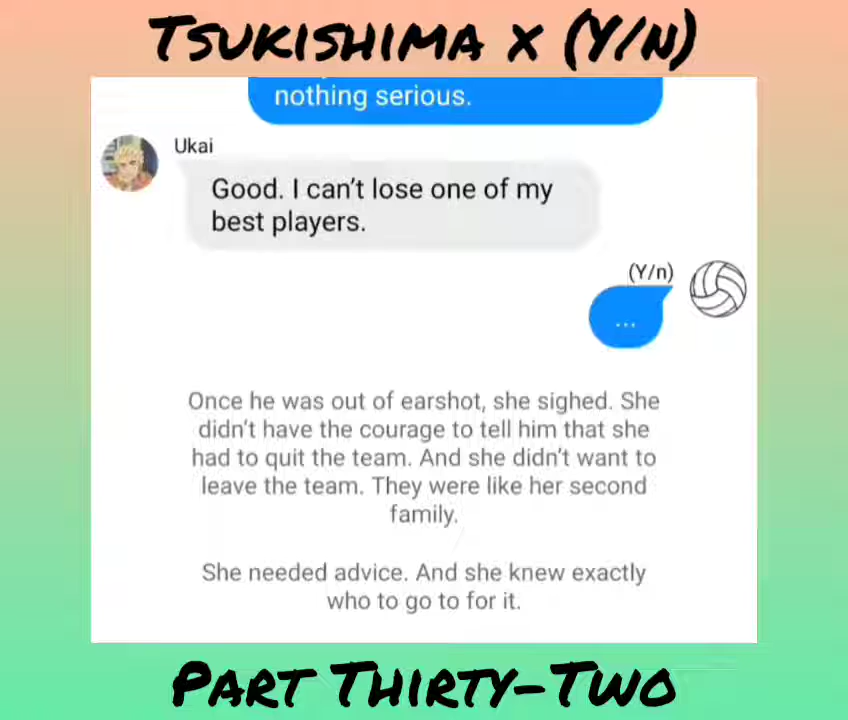 TSUKISHIMA X (Y/N)
nothing serious.
Ukai
Good. I can't lose one of my
best players.
(Y/n)
...
Once he was out of earshot, she sighed. She
didn't have the courage to tell him that she
had to quit the team. And she didn't want to
leave the team. They were like her second
family.
She needed advice. And she knew exactly
who to go to for it.
PART THIRTY-TWO